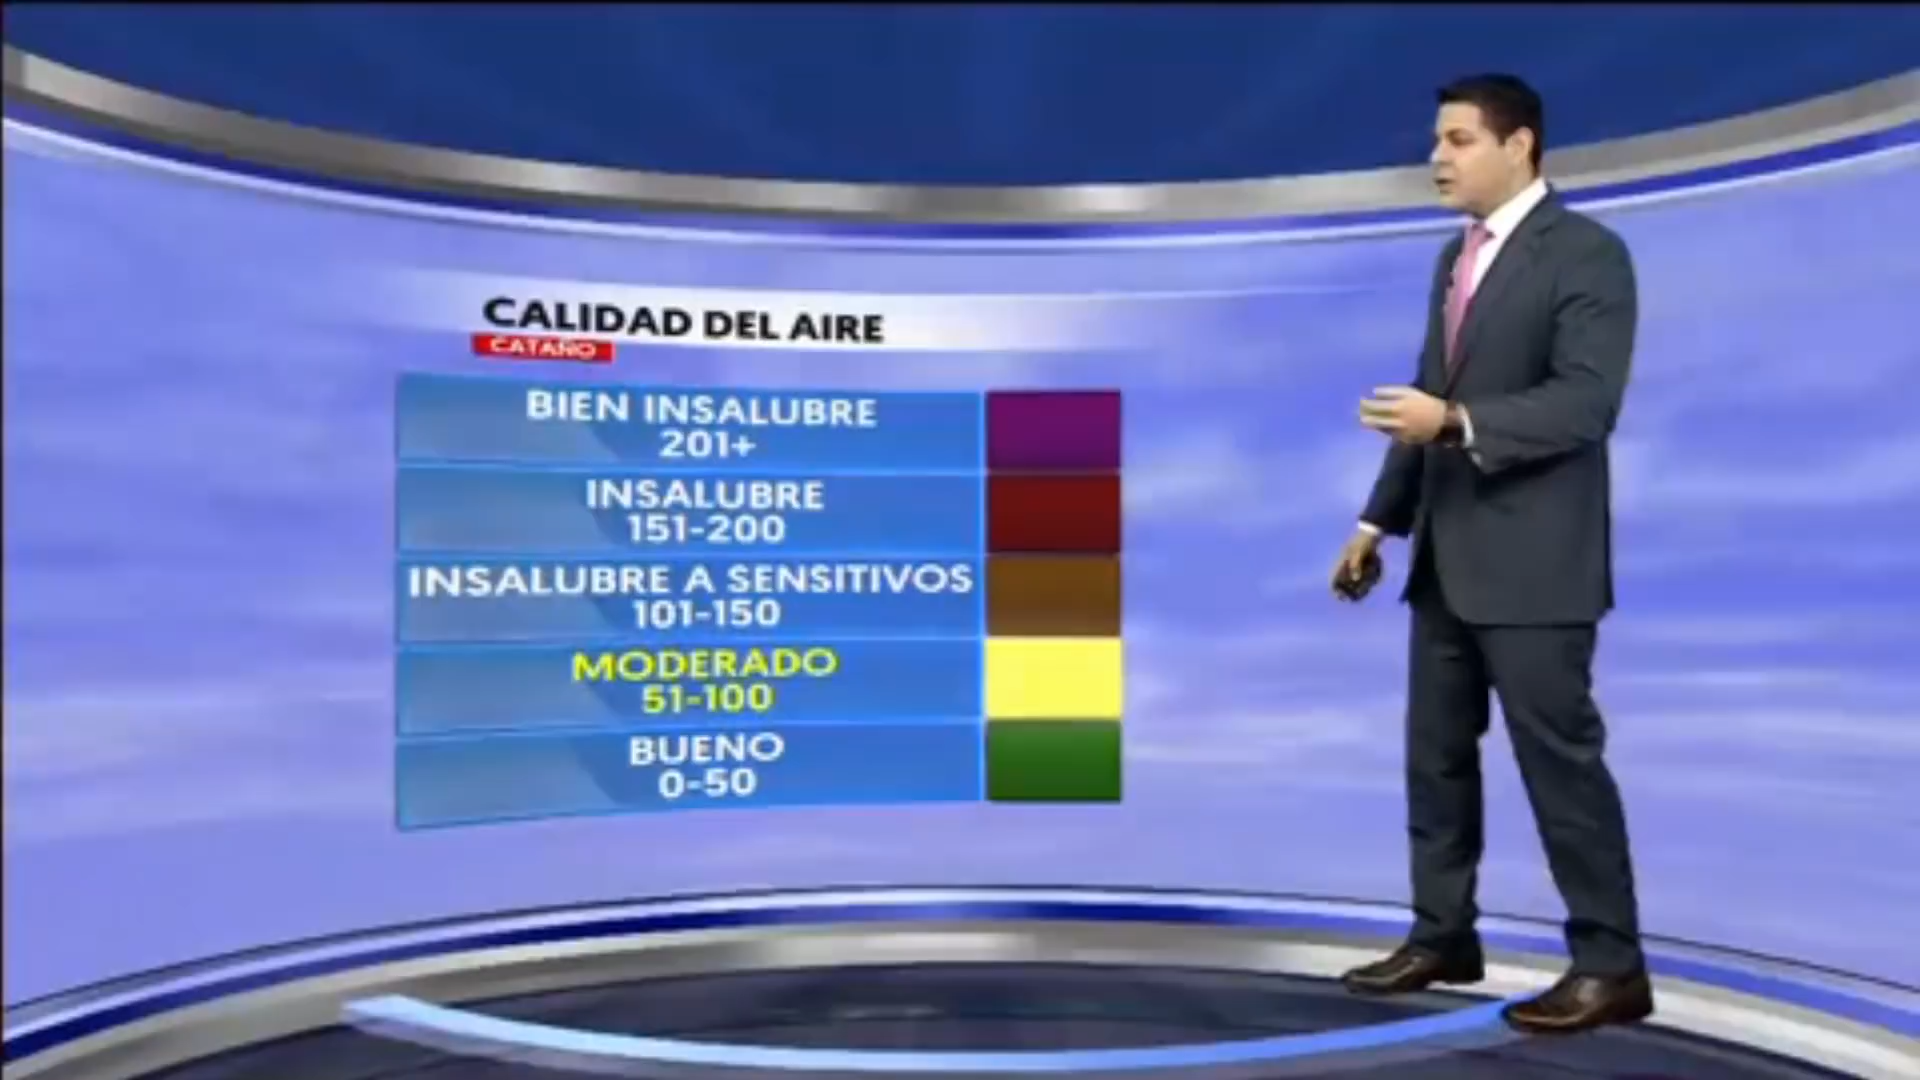 CALIDAD DEL AIRE
CATAÑO
BIEN INSALUBRE
201+
INSALUBRE
151-200
INSALUBRE A SENSITIVOS
101-150
MODERADO
51-100
BUENO
0-50